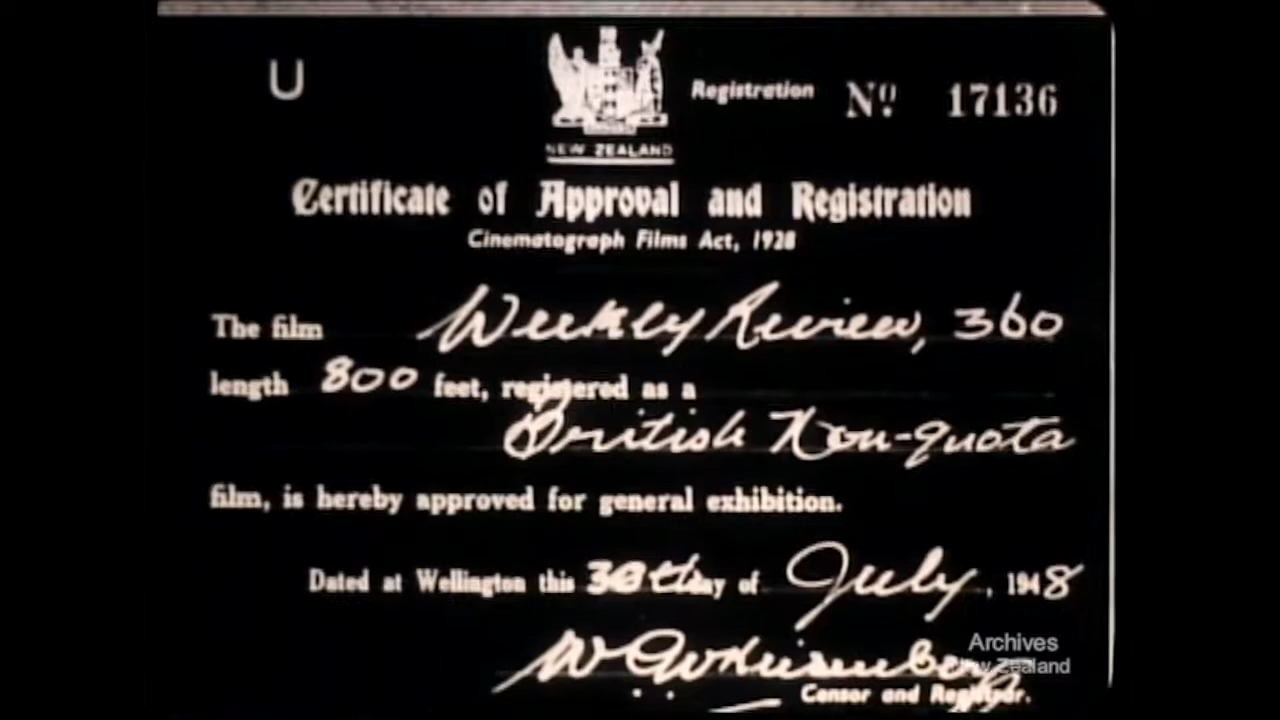 U
NEW ZEALAND
Registration Nº 17136
Certificate of Approval and Registration
Cinematograph Films Act, 1928
The film Weekly Review, 360
length 800 feet, registered as a
British Non-quota
film, is hereby approved for general exhibition.
Dated at Wellington this 30th day of July, 1948
Censor and Registrar.
Archives
New Zealand